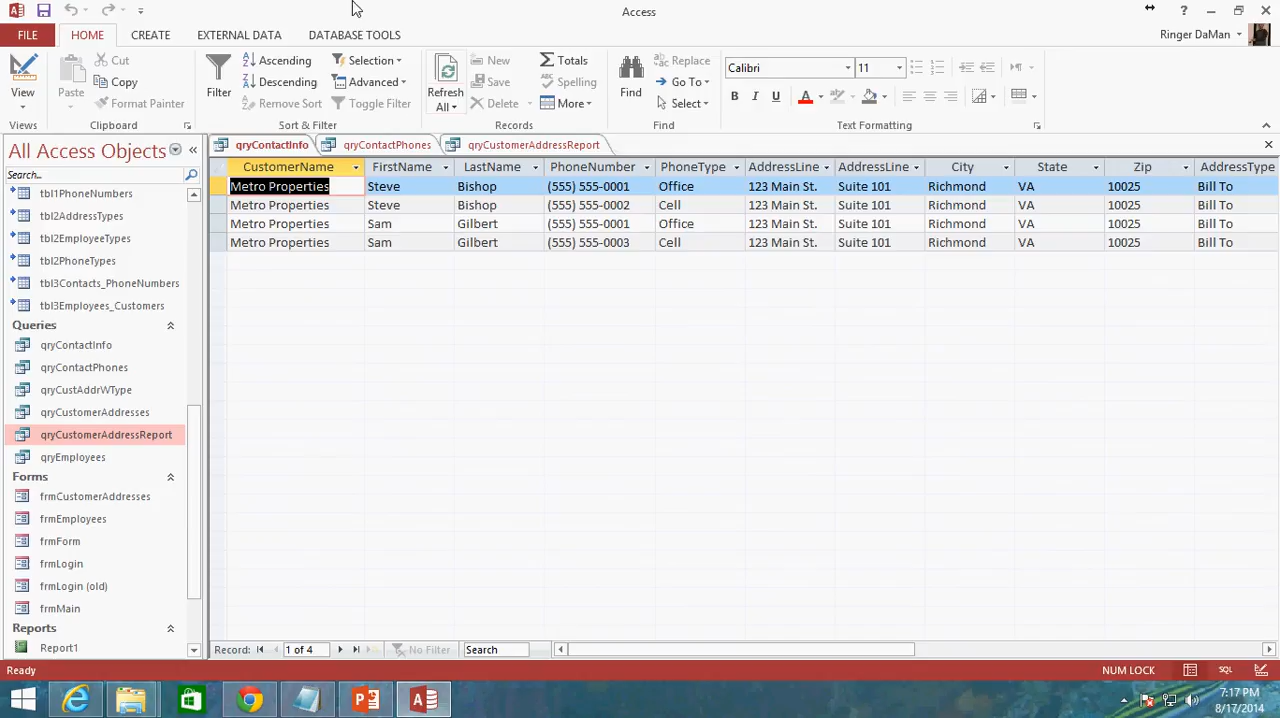 Access
Ringer DaMan
FILE HOME CREATE EXTERNAL DATA DATABASE TOOLS
View
Views
Paste
Cut
Copy
Format Painter
Clipboard
Filter
Ascending
Descending
Remove Sort
Selection
Advanced
Toggle Filter
Sort & Filter
Refresh
All
New
Save
Delete
Totals
Spelling
More
Records
Find
Replace
Go To
Select
Find
Calibri 11
B I U A
Text Formatting
All Access Objects
Search...
tbl1PhoneNumbers
tbl2AddressTypes
tbl2EmployeeTypes
tbl2PhoneTypes
tbl3Contacts_PhoneNumbers
tbl3Employees_Customers
Queries
qryContactInfo
qryContactPhones
qryCustAddrWType
qryCustomerAddresses
qryCustomerAddressReport
qryEmployees
Forms
frmCustomerAddresses
frmEmployees
frmForm
frmLogin
frmLogin (old)
frmMain
Reports
Report1
qryContactInfo qryContactPhones qryCustomerAddressReport
CustomerName FirstName LastName PhoneNumber PhoneType AddressLine AddressLine City State Zip AddressType
Metro Properties Steve Bishop (555) 555-0001 Office 123 Main St. Suite 101 Richmond VA 10025 Bill To
Metro Properties Steve Bishop (555) 555-0002 Cell 123 Main St. Suite 101 Richmond VA 10025 Bill To
Metro Properties Sam Gilbert (555) 555-0001 Office 123 Main St. Suite 101 Richmond VA 10025 Bill To
Metro Properties Sam Gilbert (555) 555-0003 Cell 123 Main St. Suite 101 Richmond VA 10025 Bill To
Record: 1 of 4 No Filter Search
Ready
NUM LOCK SQL
7:17 PM
8/17/2014